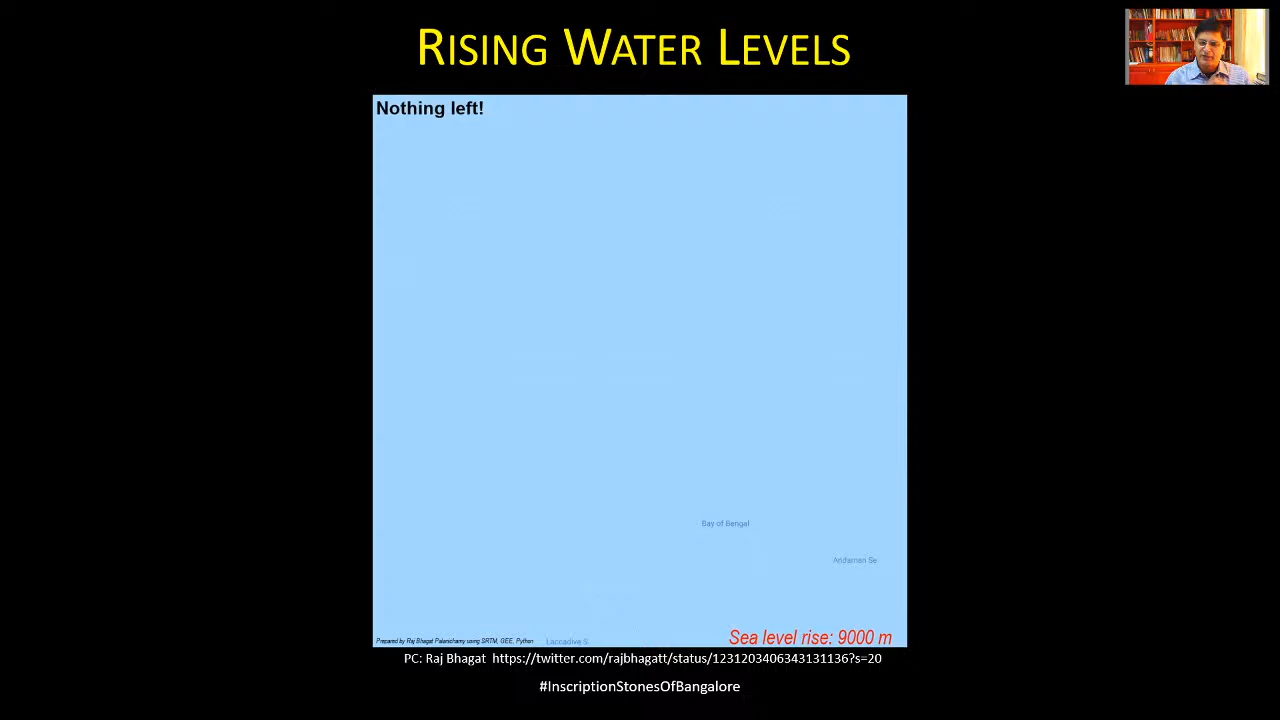 RISING WATER LEVELS
Nothing left!
Bay of Bengal
Andaman Se
Prepared by Raj Bhagat Palanichamy using SRTM, GEE, Python
Laccadive S
Sea level rise: 9000 m
PC: Raj Bhagat https://twitter.com/rajbhagatt/status/1231203406343131136?s=20
#InscriptionStonesOfBangalore